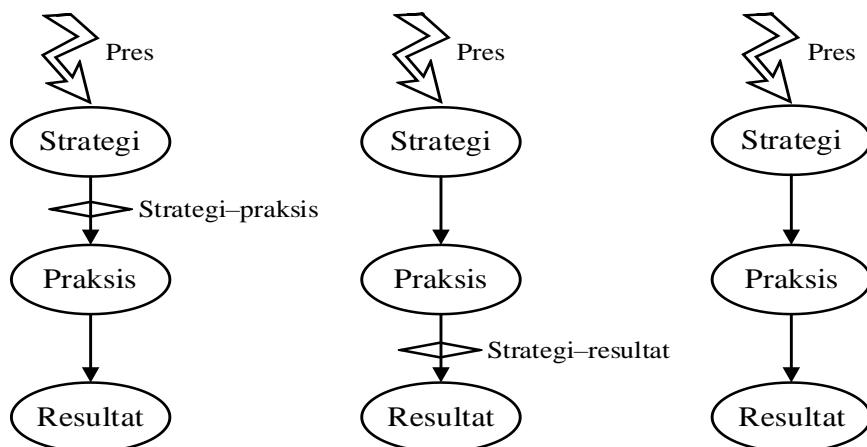 Pres
Pres
Pres
Strategi
Strategi
Strategi
Strategi–praksis
Praksis
Praksis
Praksis
Strategi–resultat
Resultat
Resultat
Resultat